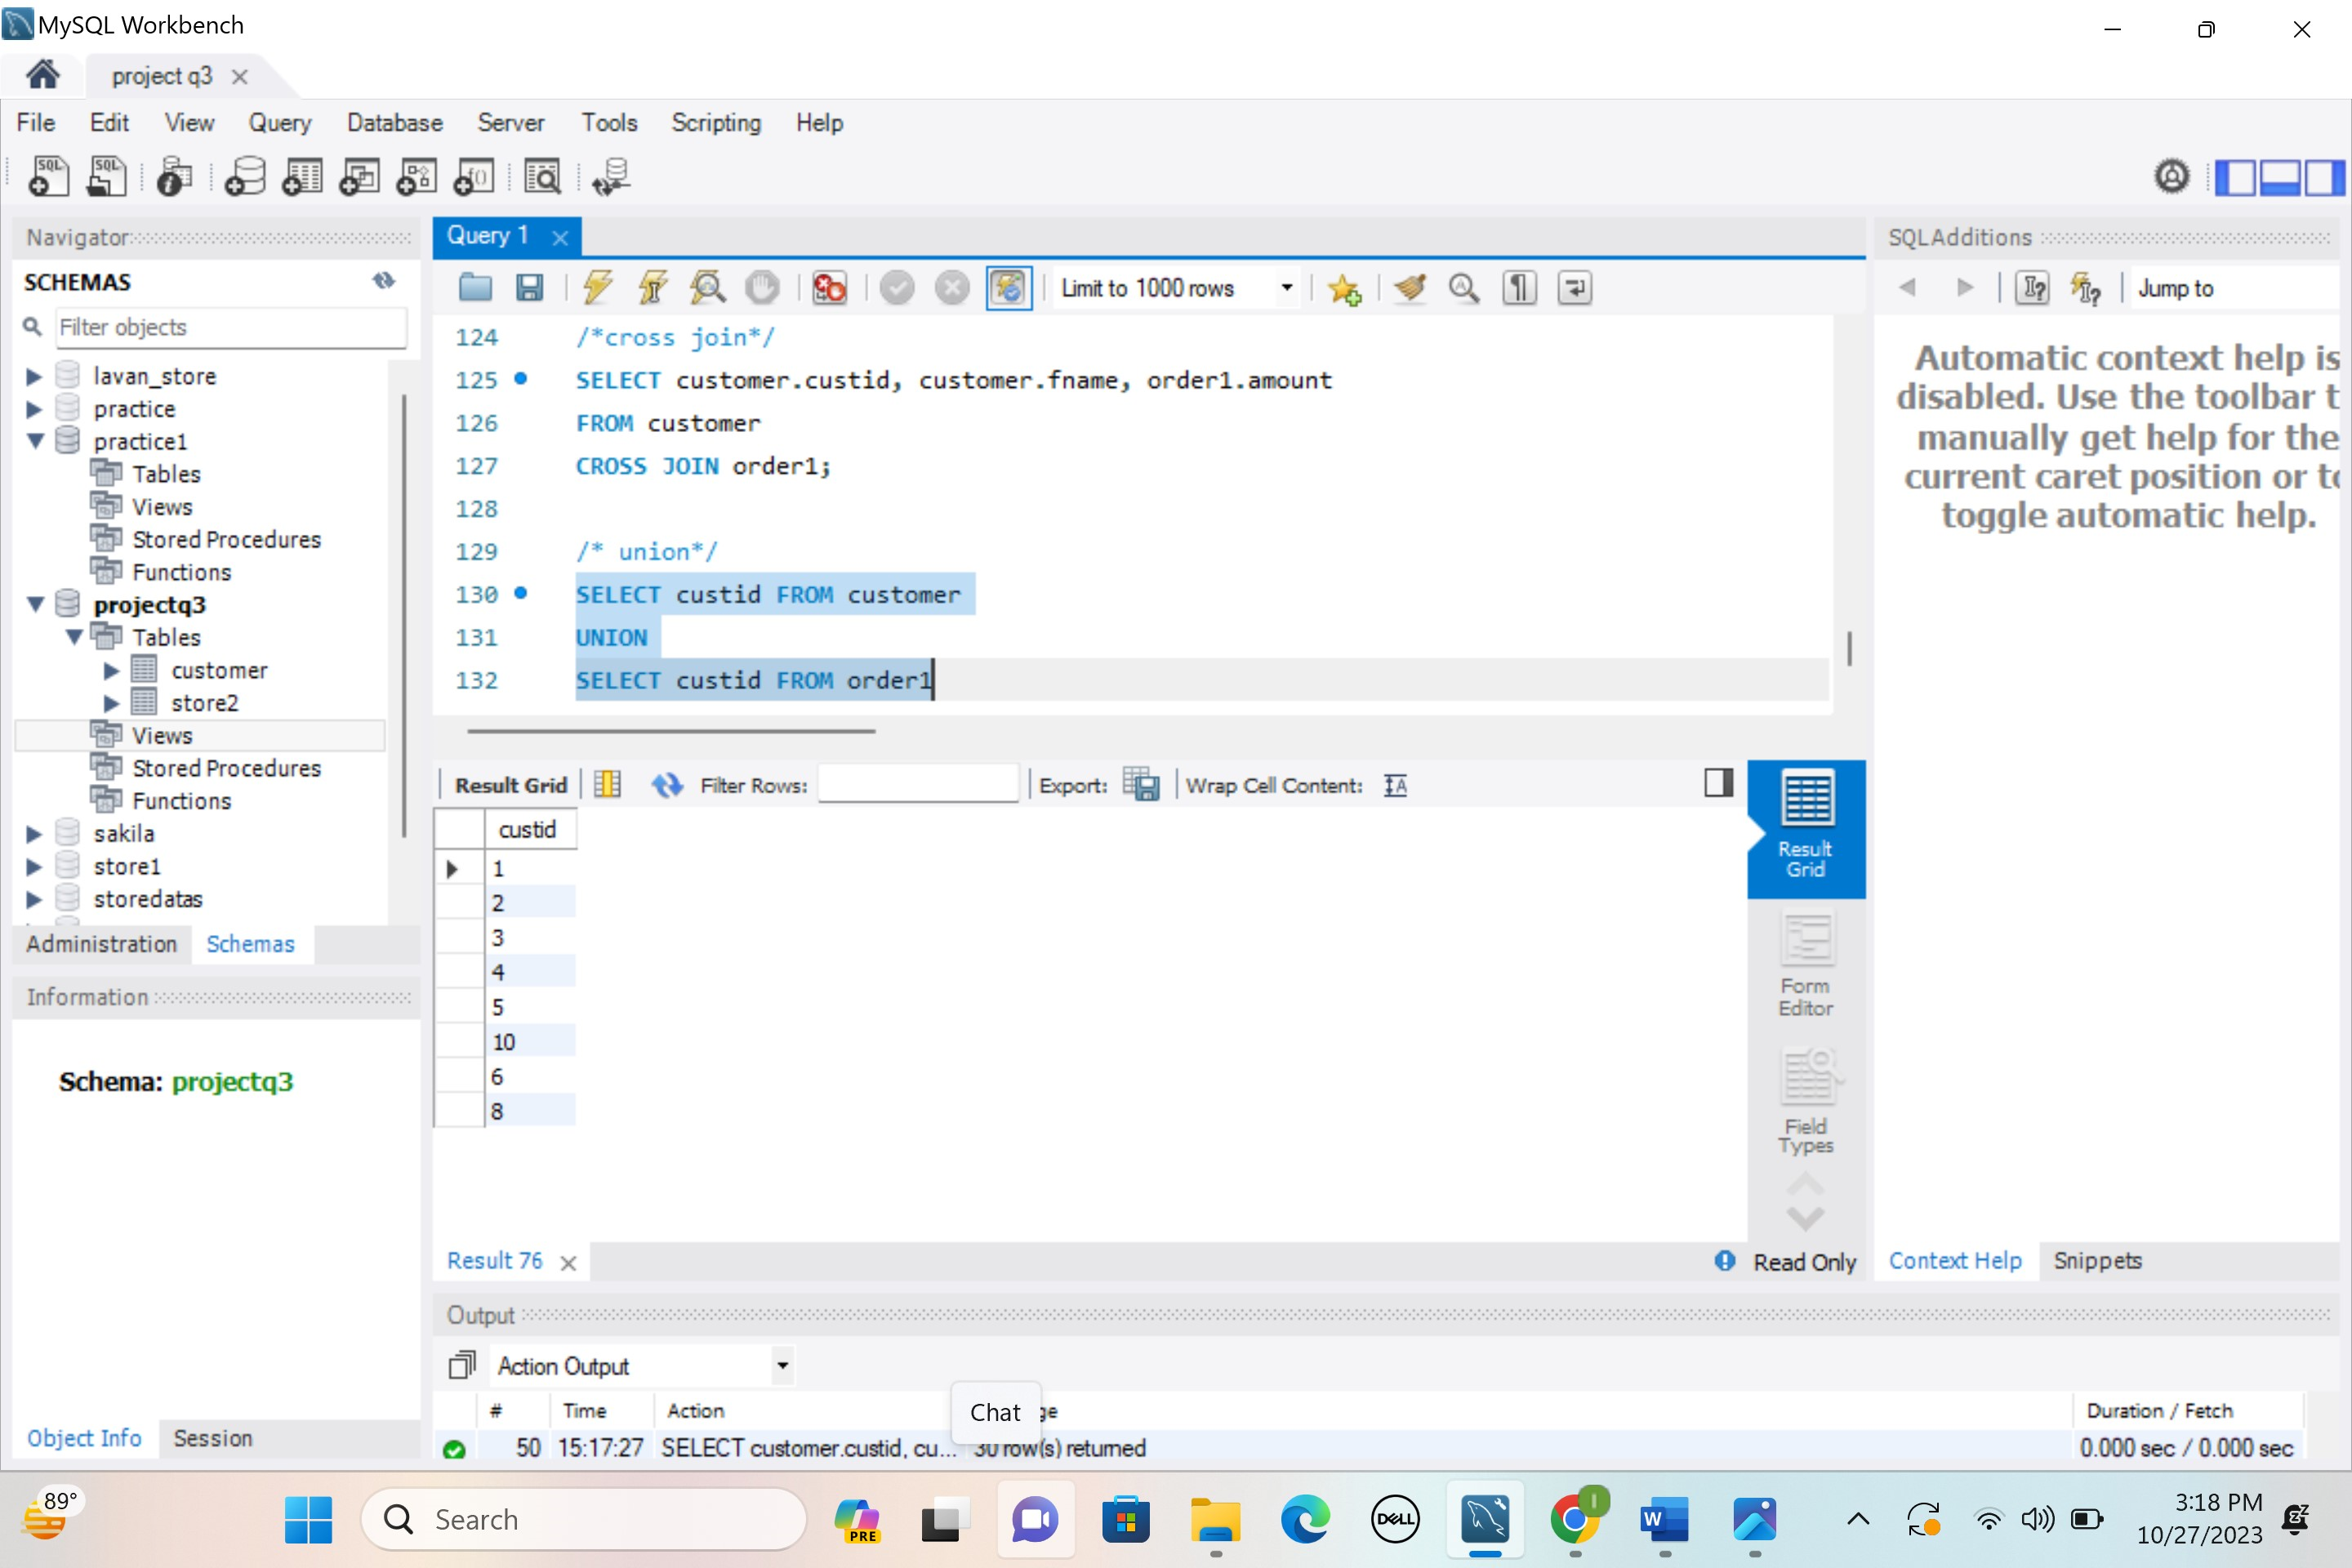 MySQL Workbench
project q3
File Edit View Query Database Server Tools Scripting Help
Navigator
SCHEMAS
Filter objects
lavan_store
practice
practice1
Tables
Views
Stored Procedures
Functions
projectq3
Tables
customer
store2
Views
Stored Procedures
Functions
sakila
store1
storedatas
Administration Schemas
Information
Schema: projectq3
Object Info Session
Query 1
Limit to 1000 rows
124 /*cross join*/
125 SELECT customer.custid, customer.fname, order1.amount
126 FROM customer
127 CROSS JOIN order1;
128
129 /* union*/
130 SELECT custid FROM customer
131 UNION
132 SELECT custid FROM order1
Result Grid Filter Rows: Export: Wrap Cell Content:
custid
1
2
3
4
5
10
6
8
Result Grid
Form Editor
Field Types
Result 76
Read Only
SQLAdditions
Jump to
Automatic context help is
disabled. Use the toolbar t
manually get help for the
current caret position or to
toggle automatic help.
Context Help Snippets
Output
Action Output
# Time Action Duration / Fetch
Chat
50 15:17:27 SELECT customer.custid, cu... 30 row(s) returned 0.000 sec / 0.000 sec
89°
Search
PRE
DELL
3:18 PM
10/27/2023